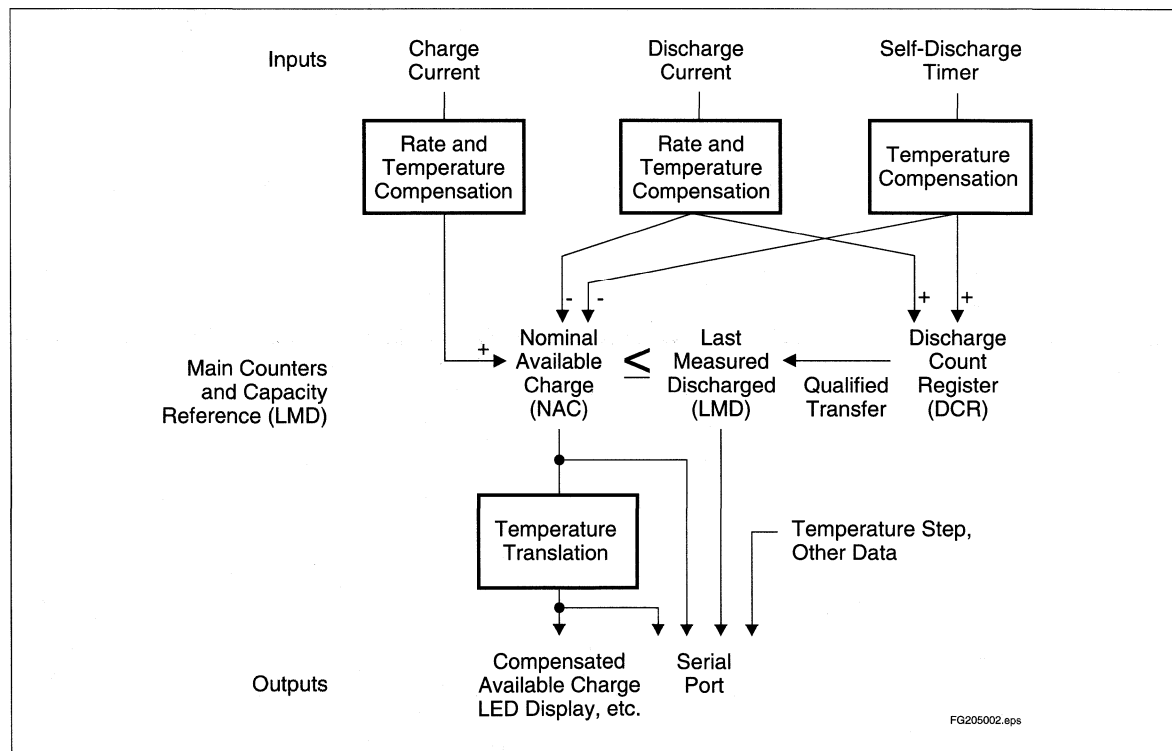 Inputs
Charge
Current
Discharge
Current
Self-Discharge
Timer
Rate and
Temperature
Compensation
Rate and
Temperature
Compensation
Temperature
Compensation
- -
+ +
+
Main Counters
and Capacity
Reference (LMD)
Nominal
Available
Charge
(NAC)
≤
Last
Measured
Discharged
(LMD)
Qualified
Transfer
Discharge
Count
Register
(DCR)
Temperature
Translation
Temperature Step,
Other Data
Outputs
Compensated
Available Charge
LED Display, etc.
Serial
Port
FG205002.eps